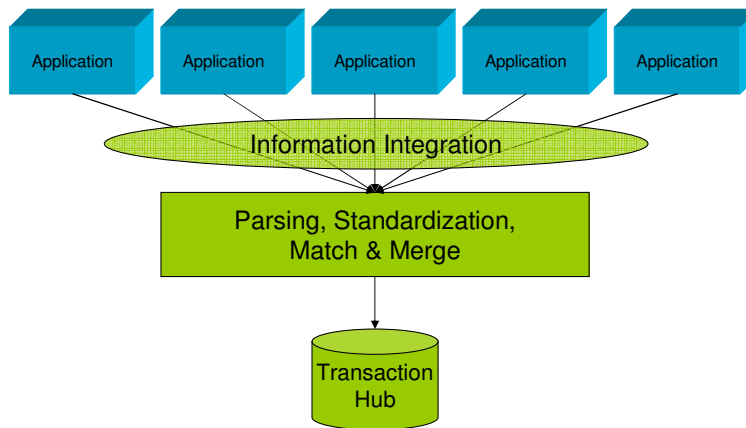 Application
Application
Application
Application
Application
Information Integration
Parsing, Standardization,
Match & Merge
Transaction
Hub